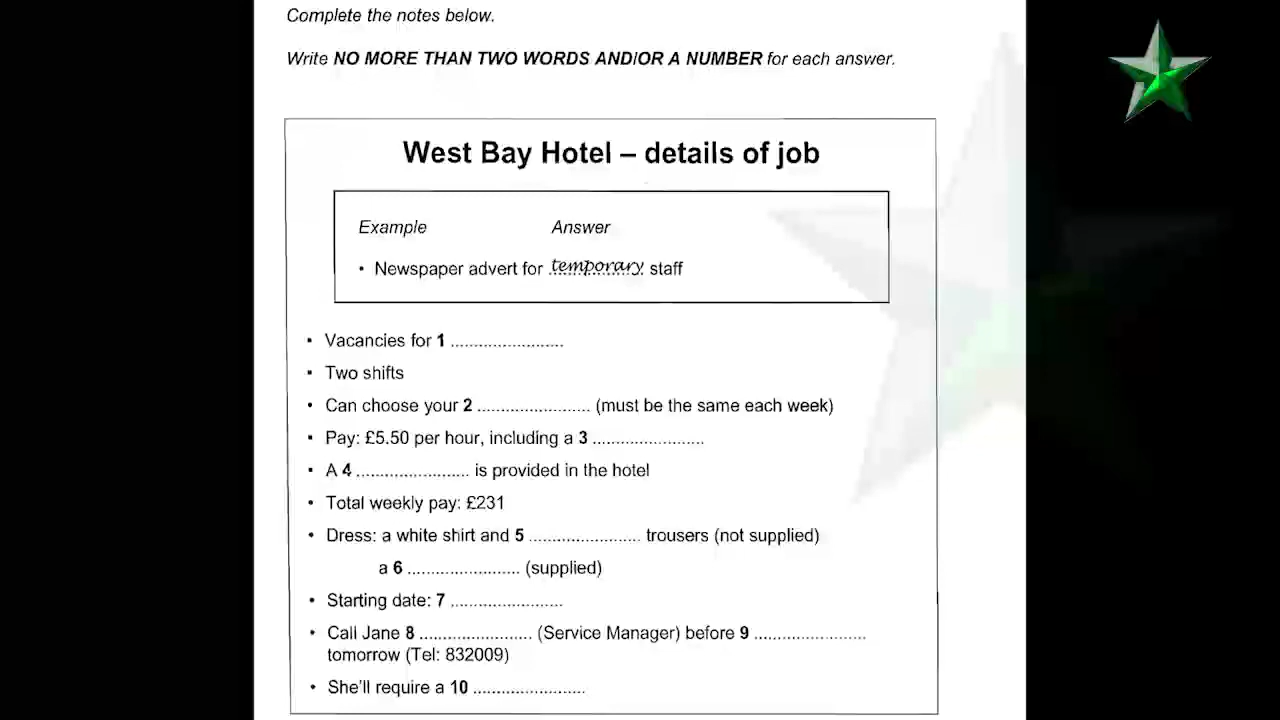 Complete the notes below.
Write NO MORE THAN TWO WORDS AND/OR A NUMBER for each answer.
West Bay Hotel – details of job
Example Answer
• Newspaper advert for temporary staff
▪ Vacancies for 1 ........................
▪ Two shifts
• Can choose your 2 ........................ (must be the same each week)
• Pay: £5.50 per hour, including a 3 ........................
• A 4 ........................ is provided in the hotel
• Total weekly pay: £231
• Dress: a white shirt and 5 ........................ trousers (not supplied)
a 6 ........................ (supplied)
• Starting date: 7 ........................
• Call Jane 8 ........................ (Service Manager) before 9 ........................
tomorrow (Tel: 832009)
• She'll require a 10 ........................